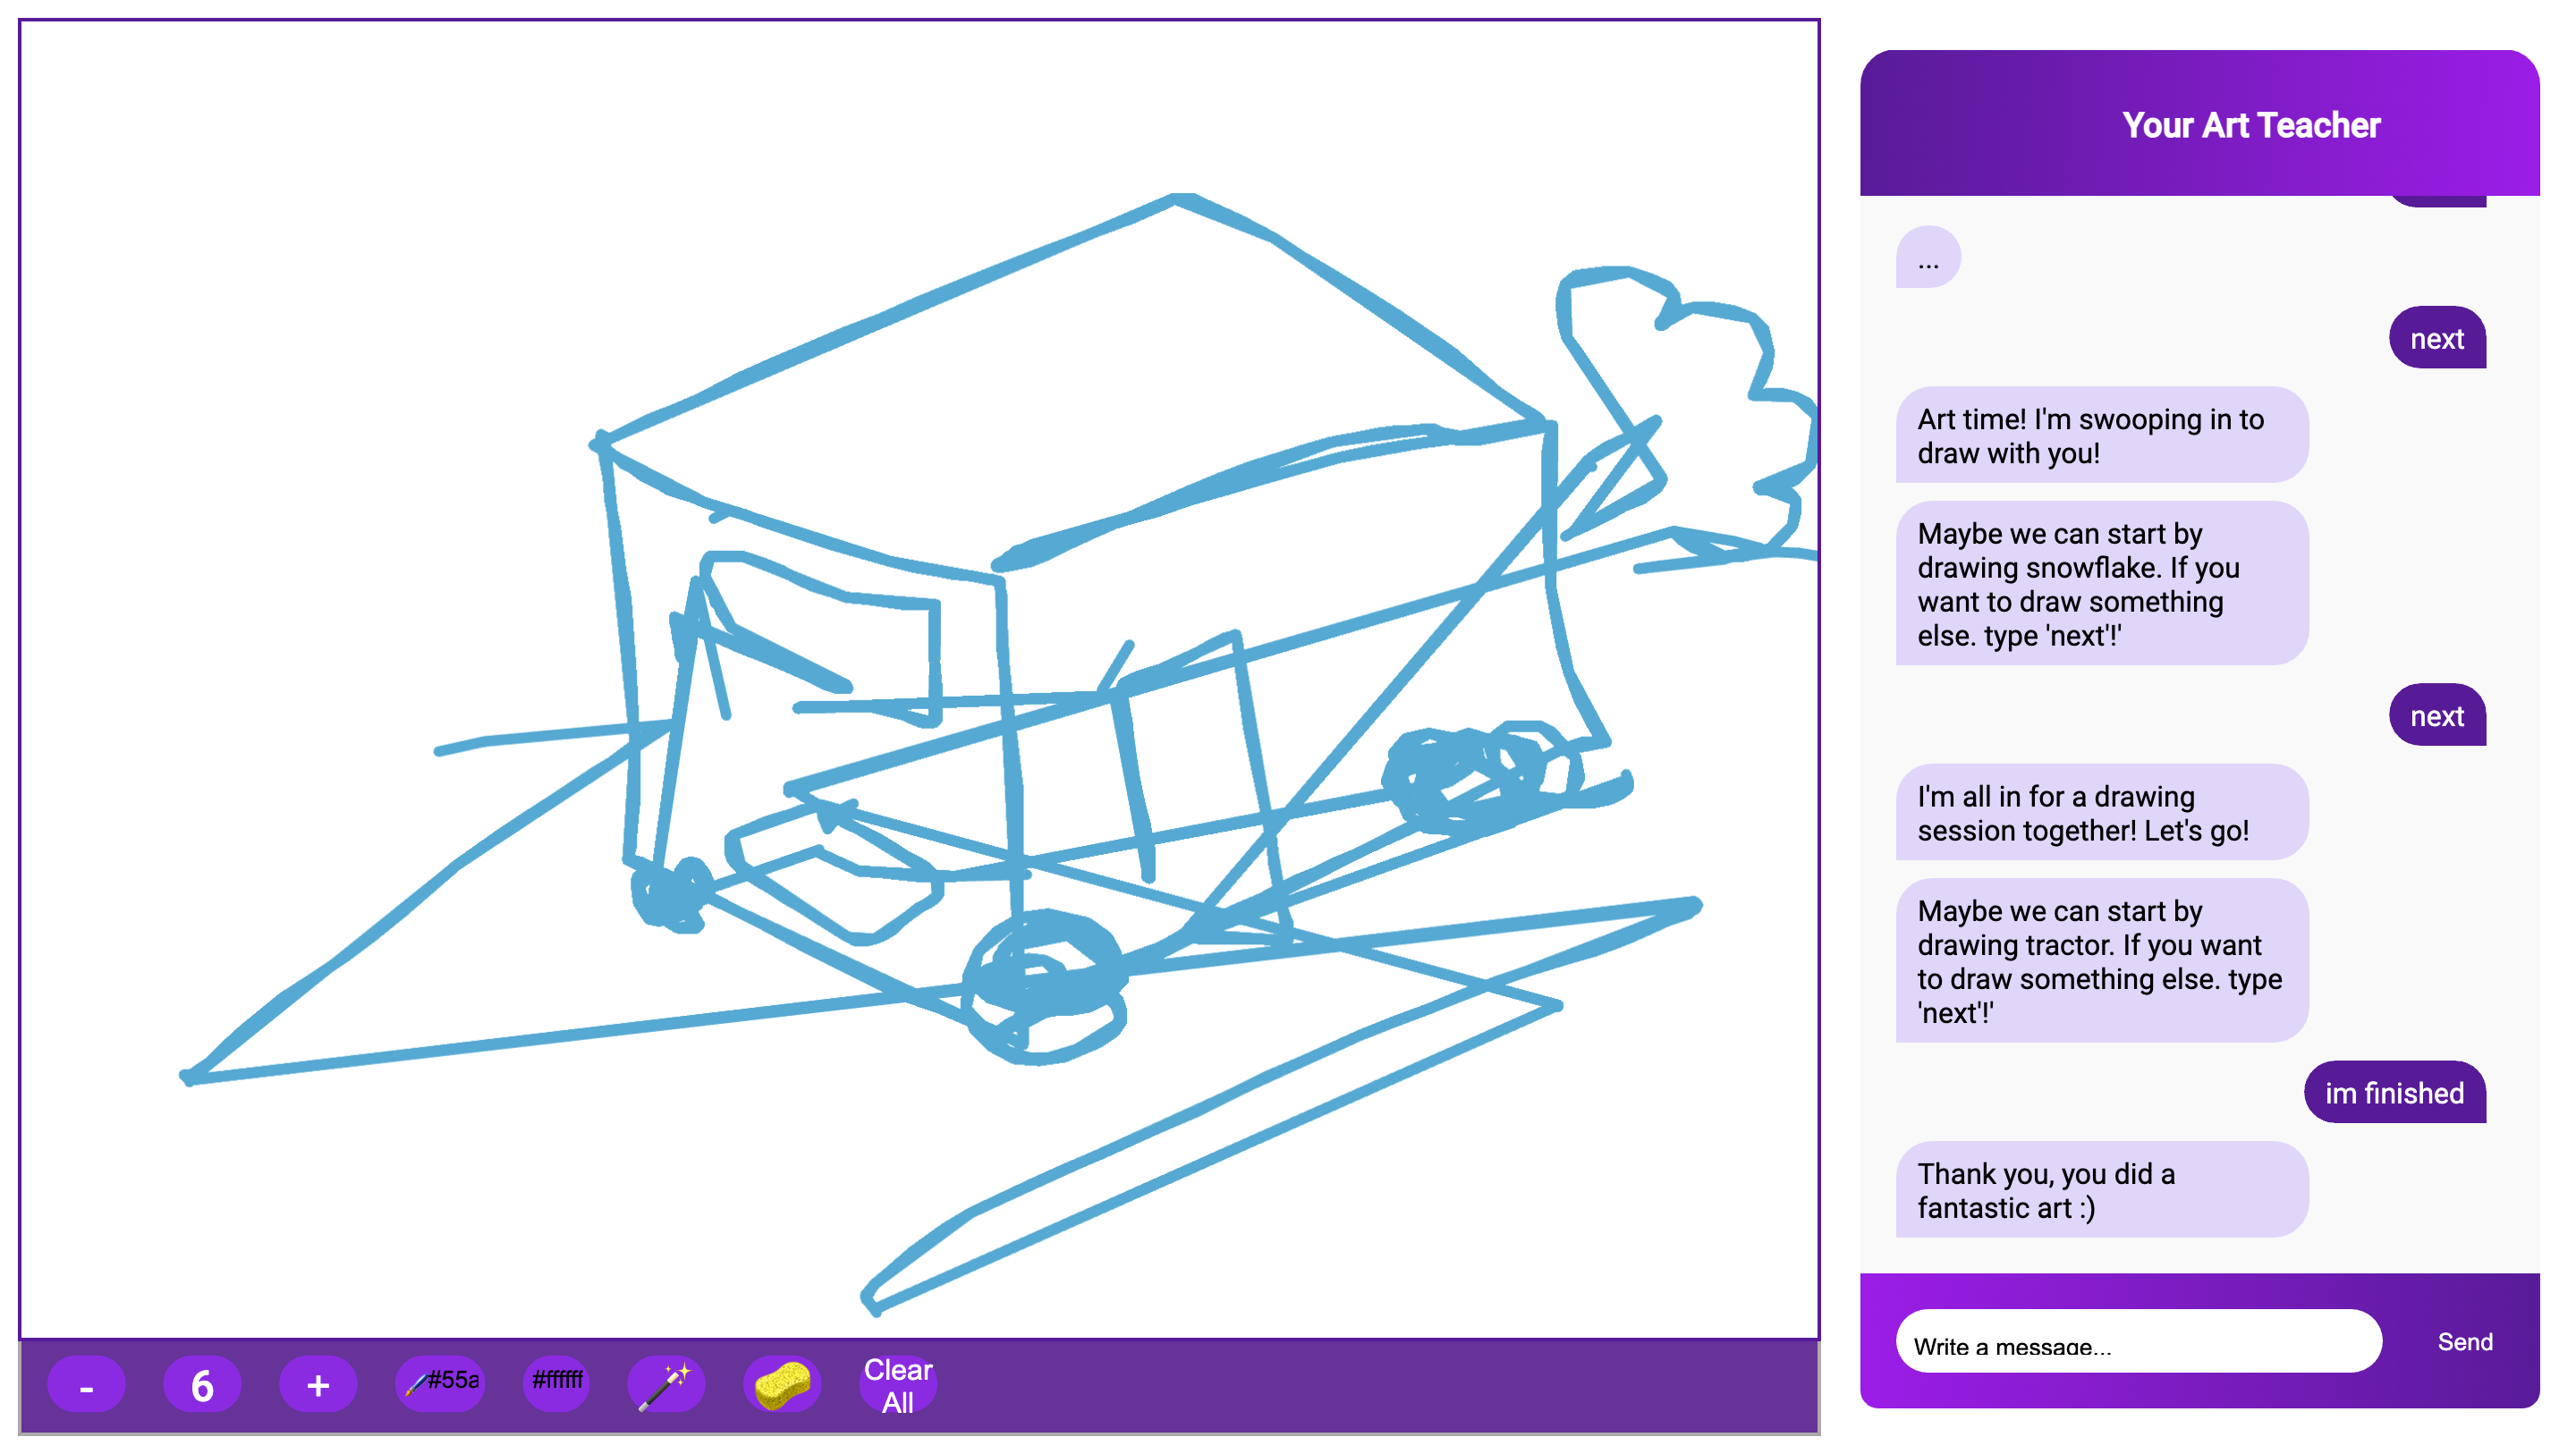 Your Art Teacher
...
next
Art time! I'm swooping in to
draw with you!
Maybe we can start by
drawing snowflake. If you
want to draw something
else. type 'next'!'
next
I'm all in for a drawing
session together! Let's go!
Maybe we can start by
drawing tractor. If you want
to draw something else. type
'next'!'
im finished
Thank you, you did a
fantastic art :)
Write a message...
Send
- 6 + #55a #ffffff Clear
All